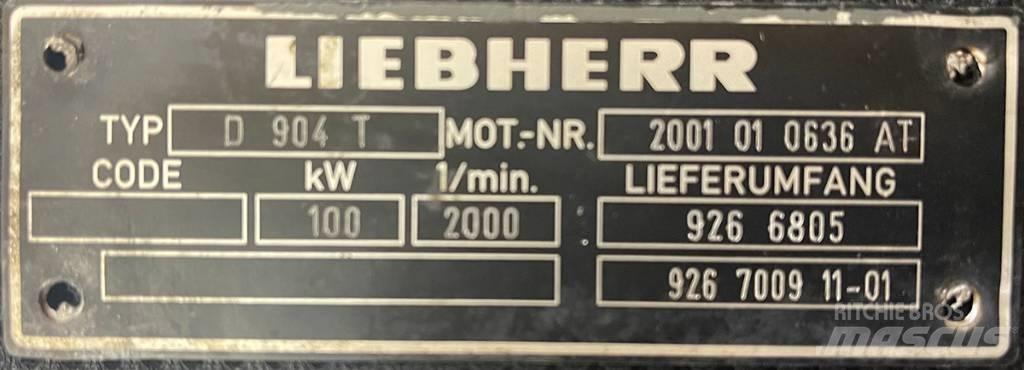 LIEBHERR
TYP D 904 T MOT.-NR. 2001 01 0636 AT
CODE kW 1/min. LIEFERUMFANG
100 2000 926 6805
926 7009 11-01
RITCHIE BROS
MASCUS